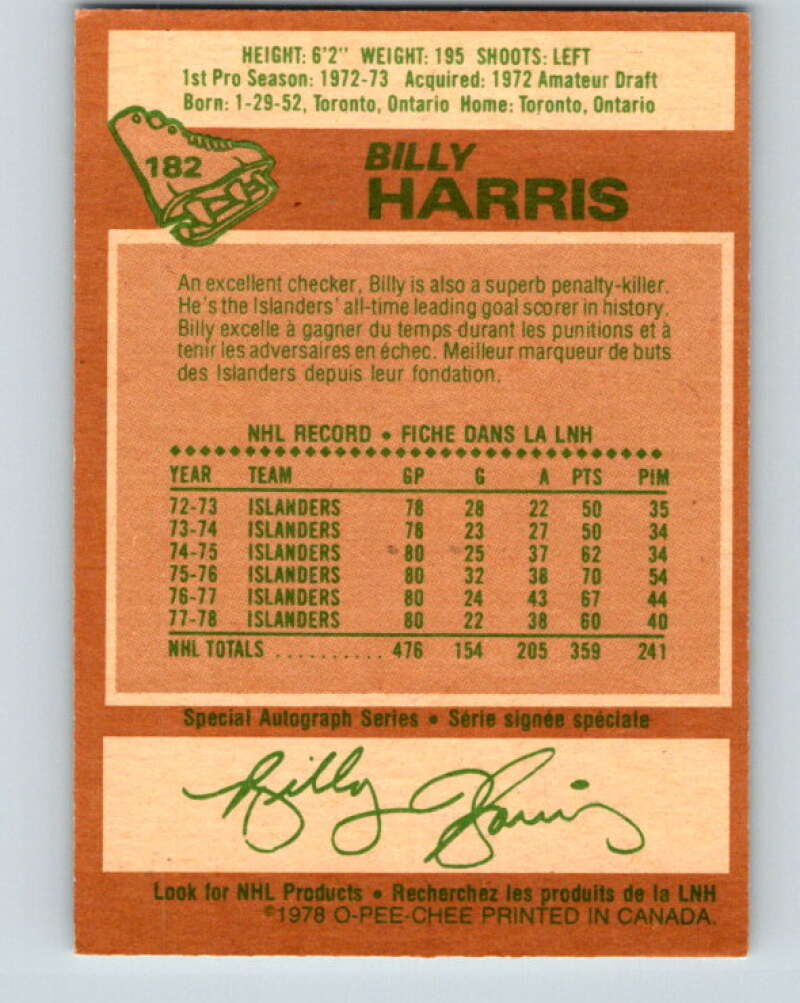 HEIGHT: 6'2" WEIGHT: 195 SHOOTS: LEFT
1st Pro Season: 1972-73 Acquired: 1972 Amateur Draft
Born: 1-29-52, Toronto, Ontario Home: Toronto, Ontario
182
BILLY
HARRIS
An excellent checker, Billy is also a superb penalty-killer.
He's the Islanders' all-time leading goal scorer in history.
Billy excelle à gagner du temps durant les punitions et à
tenir les adversaires en échec. Meilleur marqueur de buts
des Islanders depuis leur fondation.
NHL RECORD • FICHE DANS LA LNH
YEAR TEAM GP G A PTS PIM
72-73 ISLANDERS 78 28 22 50 35
73-74 ISLANDERS 78 23 27 50 34
74-75 ISLANDERS 80 25 37 62 34
75-76 ISLANDERS 80 32 38 70 54
76-77 ISLANDERS 80 24 43 67 44
77-78 ISLANDERS 80 22 38 60 40
NHL TOTALS .......... 476 154 205 359 241
Special Autograph Series • Série signée spéciale
Billy Harris
Look for NHL Products • Recherchez les produits de la LNH
©1978 O-PEE-CHEE PRINTED IN CANADA.